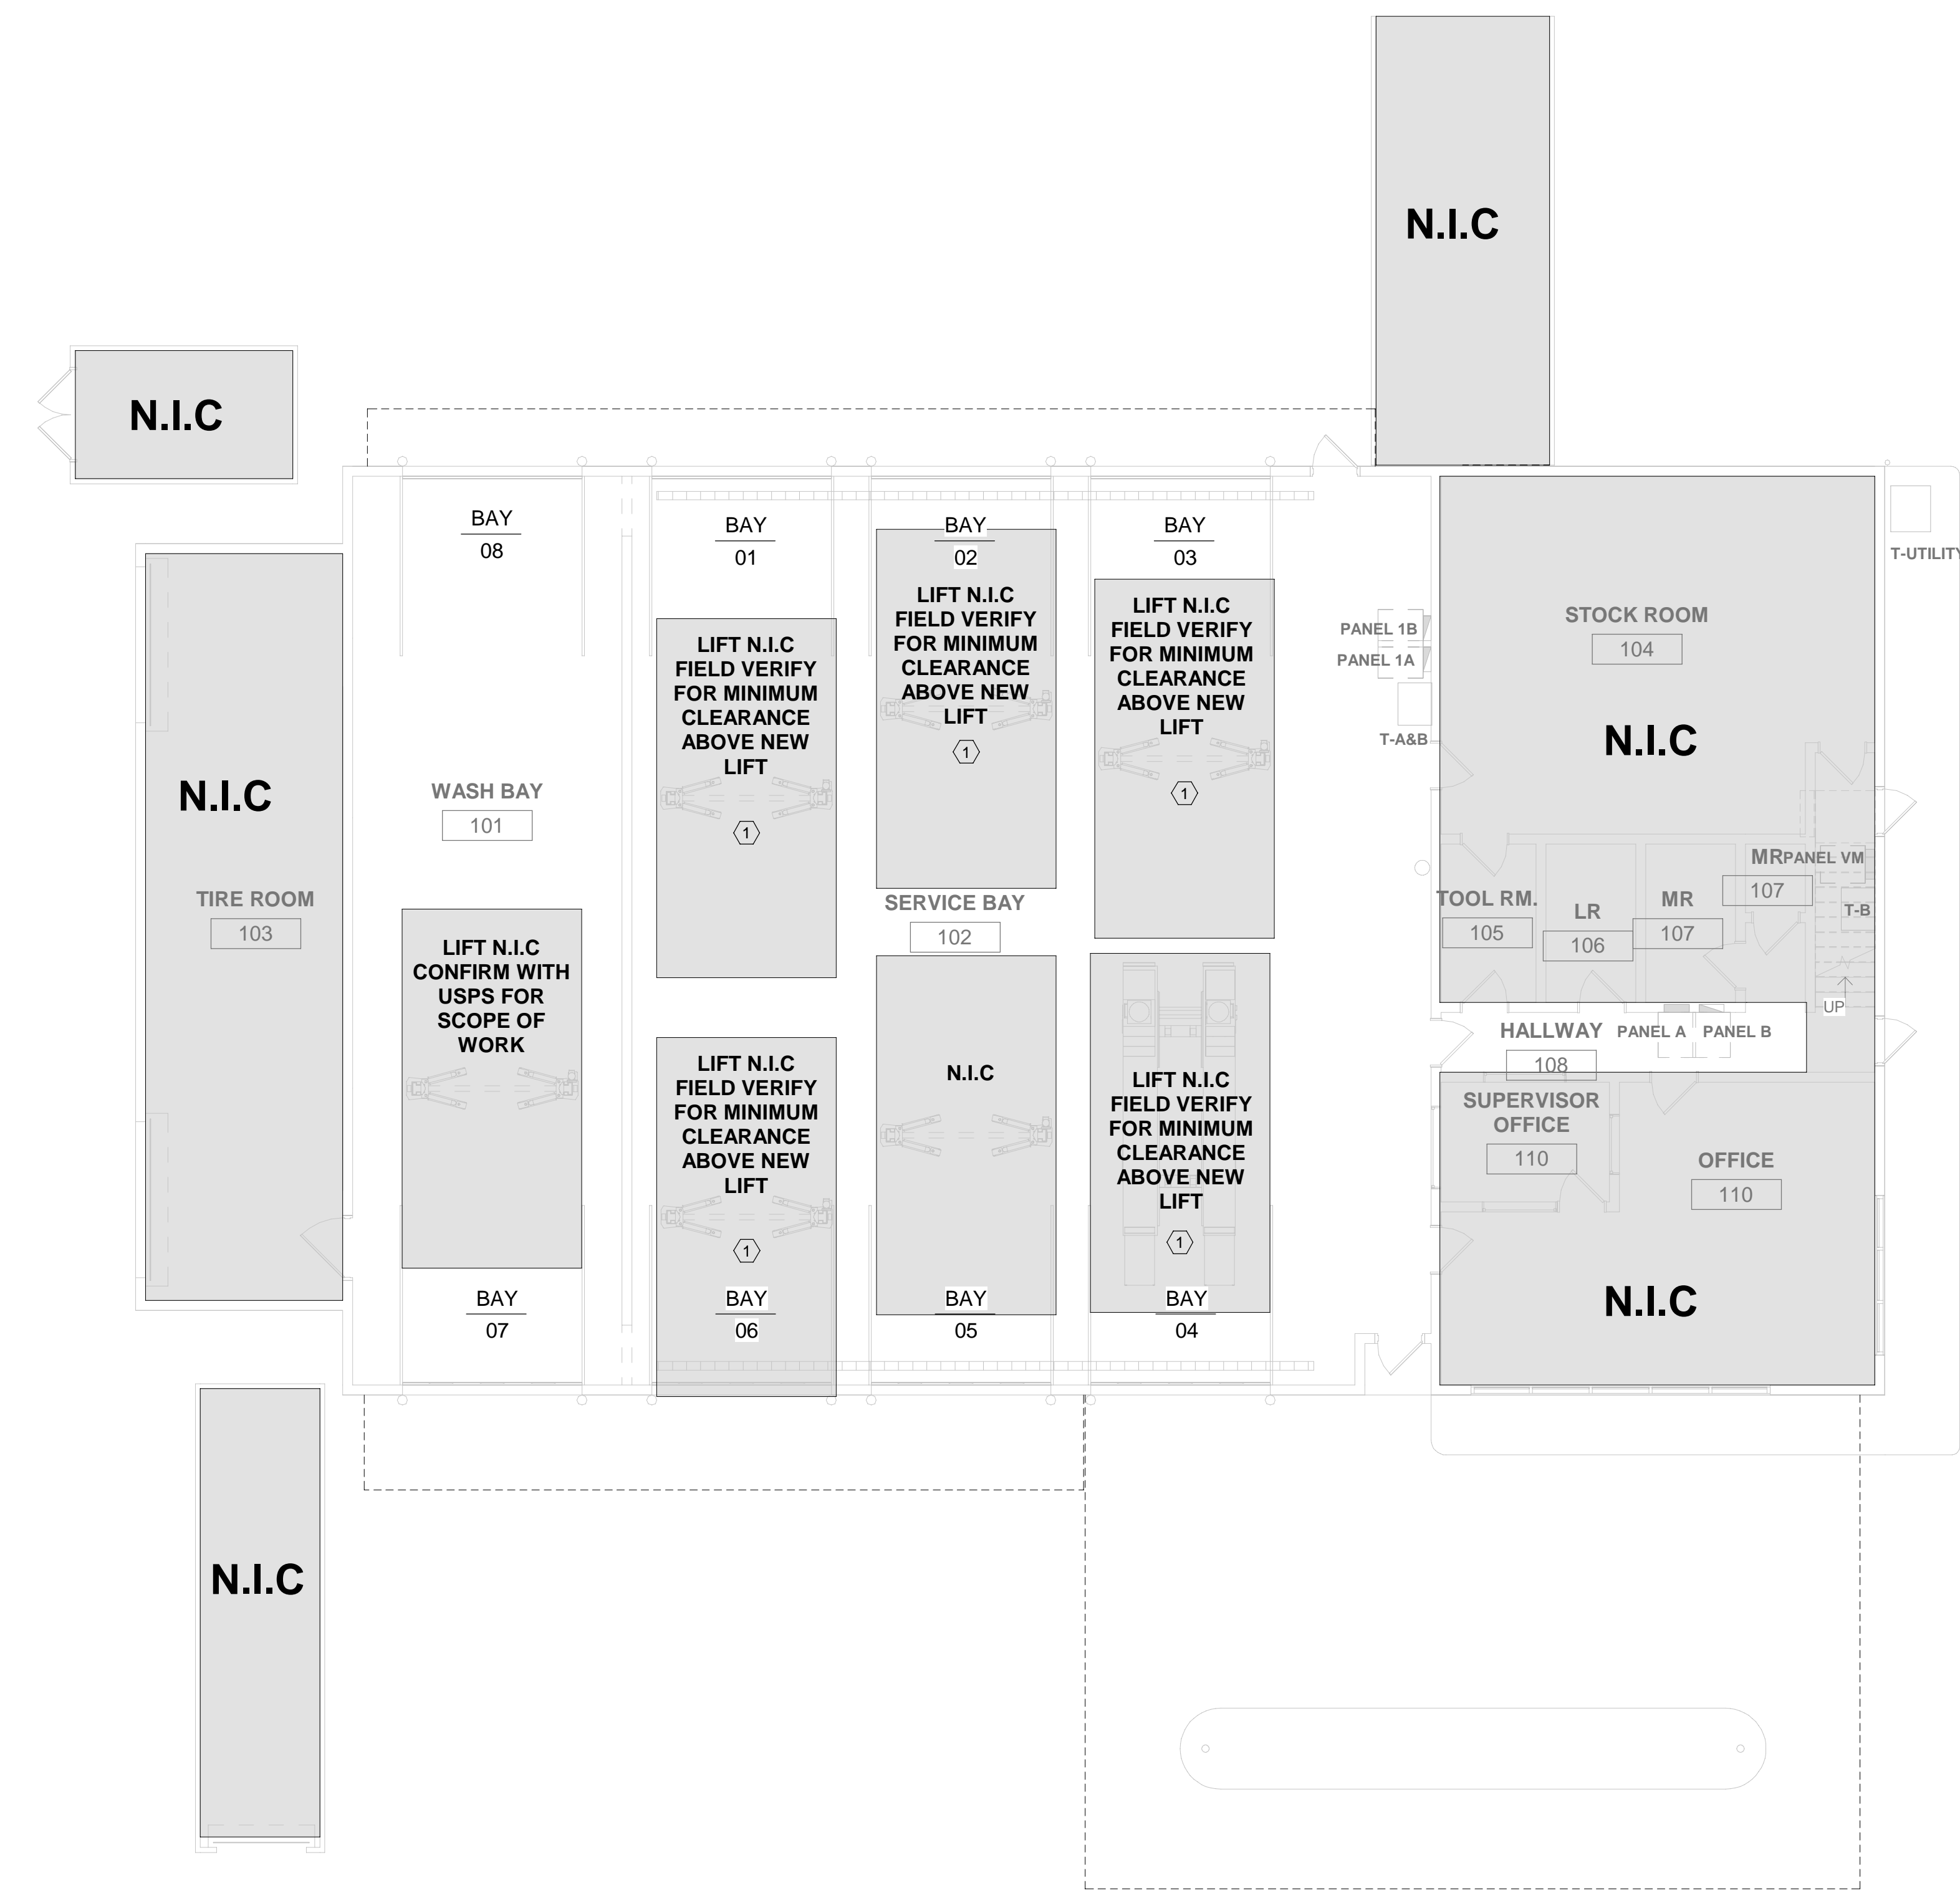 N.I.C
N.I.C
BAY
08
BAY
01
BAY
02
BAY
03
T-UTILITY
LIFT N.I.C
FIELD VERIFY
FOR MINIMUM
CLEARANCE
ABOVE NEW
LIFT
1
LIFT N.I.C
FIELD VERIFY
FOR MINIMUM
CLEARANCE
ABOVE NEW
LIFT
1
LIFT N.I.C
FIELD VERIFY
FOR MINIMUM
CLEARANCE
ABOVE NEW
LIFT
1
PANEL 1B
PANEL 1A
T-A&B
STOCK ROOM
104
N.I.C
N.I.C
TIRE ROOM
103
WASH BAY
101
SERVICE BAY
102
TOOL RM.
105
LR
106
MR
107
MR
107
PANEL VM
T-B
UP
LIFT N.I.C
CONFIRM WITH
USPS FOR
SCOPE OF
WORK
LIFT N.I.C
FIELD VERIFY
FOR MINIMUM
CLEARANCE
ABOVE NEW
LIFT
1
N.I.C
LIFT N.I.C
FIELD VERIFY
FOR MINIMUM
CLEARANCE
ABOVE NEW
LIFT
1
HALLWAY
108
PANEL A
PANEL B
SUPERVISOR
OFFICE
110
OFFICE
110
N.I.C
BAY
07
BAY
06
BAY
05
BAY
04
N.I.C